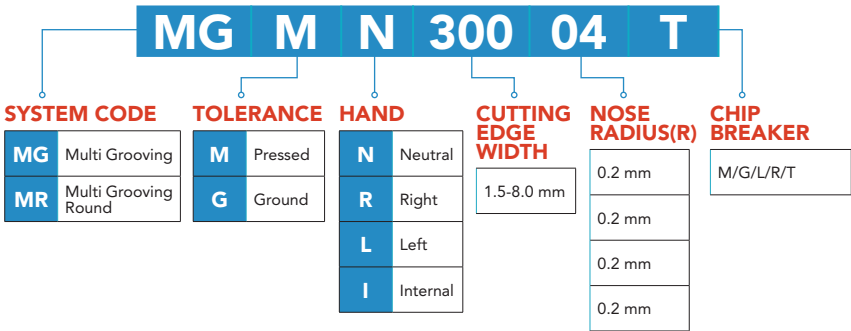 MG M N 300 04 T
SYSTEM CODE
MG Multi Grooving
MR Multi Grooving
Round
TOLERANCE
M Pressed
G Ground
HAND
N Neutral
R Right
L Left
I Internal
CUTTING
EDGE
WIDTH
1.5-8.0 mm
NOSE
RADIUS(R)
0.2 mm
0.2 mm
0.2 mm
0.2 mm
CHIP
BREAKER
M/G/L/R/T